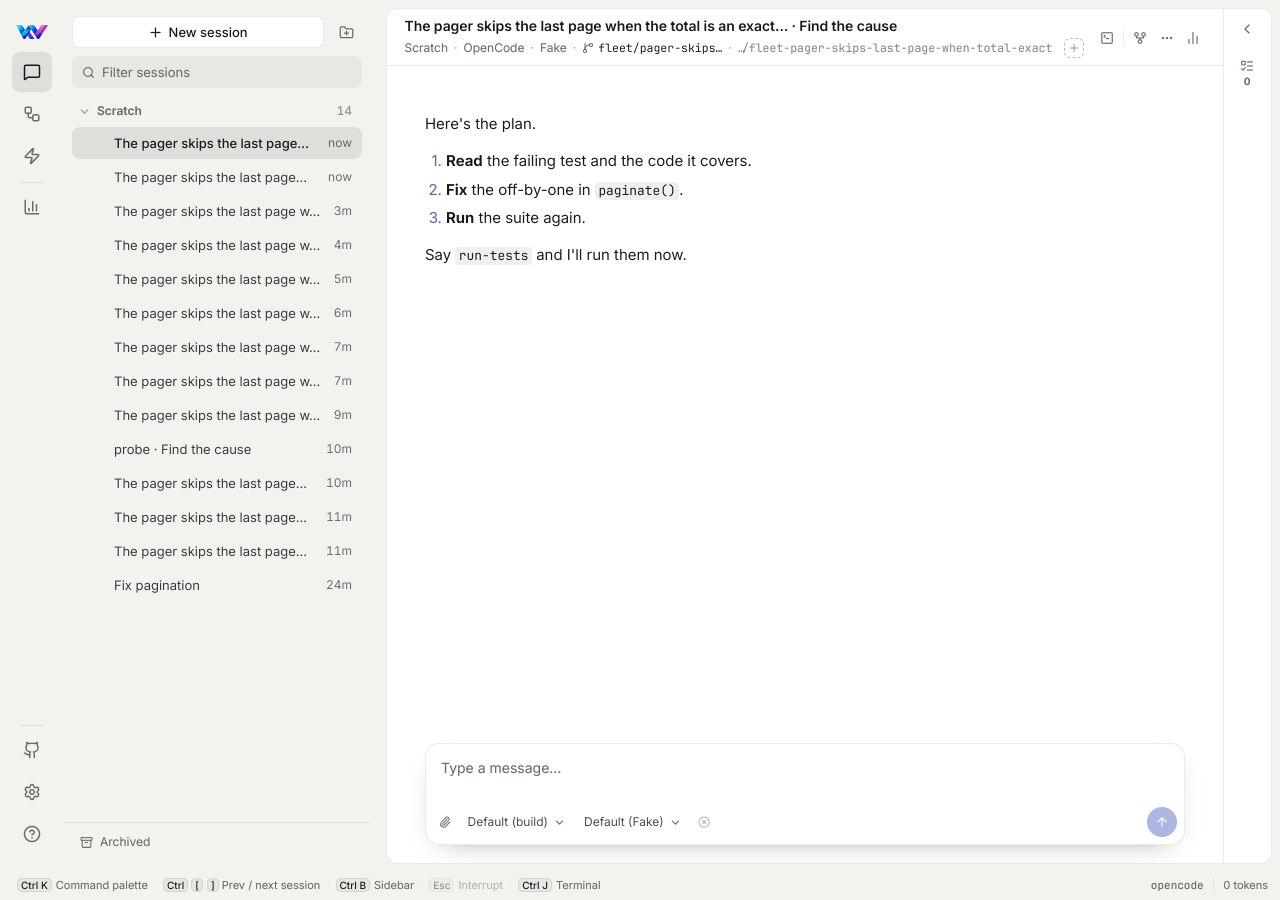 New session
Filter sessions
Scratch 14
The pager skips the last page... now
The pager skips the last page... now
The pager skips the last page w... 3m
The pager skips the last page w... 4m
The pager skips the last page w... 5m
The pager skips the last page w... 6m
The pager skips the last page w... 7m
The pager skips the last page w... 7m
The pager skips the last page w... 9m
probe · Find the cause 10m
The pager skips the last page... 10m
The pager skips the last page... 11m
The pager skips the last page... 11m
Fix pagination 24m
Archived
The pager skips the last page when the total is an exact... · Find the cause
Scratch · OpenCode · Fake · fleet/pager-skips… · …/fleet-pager-skips-last-page-when-total-exact
0
Here's the plan.
1. Read the failing test and the code it covers.
2. Fix the off-by-one in paginate().
3. Run the suite again.
Say run-tests and I'll run them now.
Type a message...
Default (build) Default (Fake)
Ctrl K Command palette Ctrl [ ] Prev / next session Ctrl B Sidebar Esc Interrupt Ctrl J Terminal opencode 0 tokens